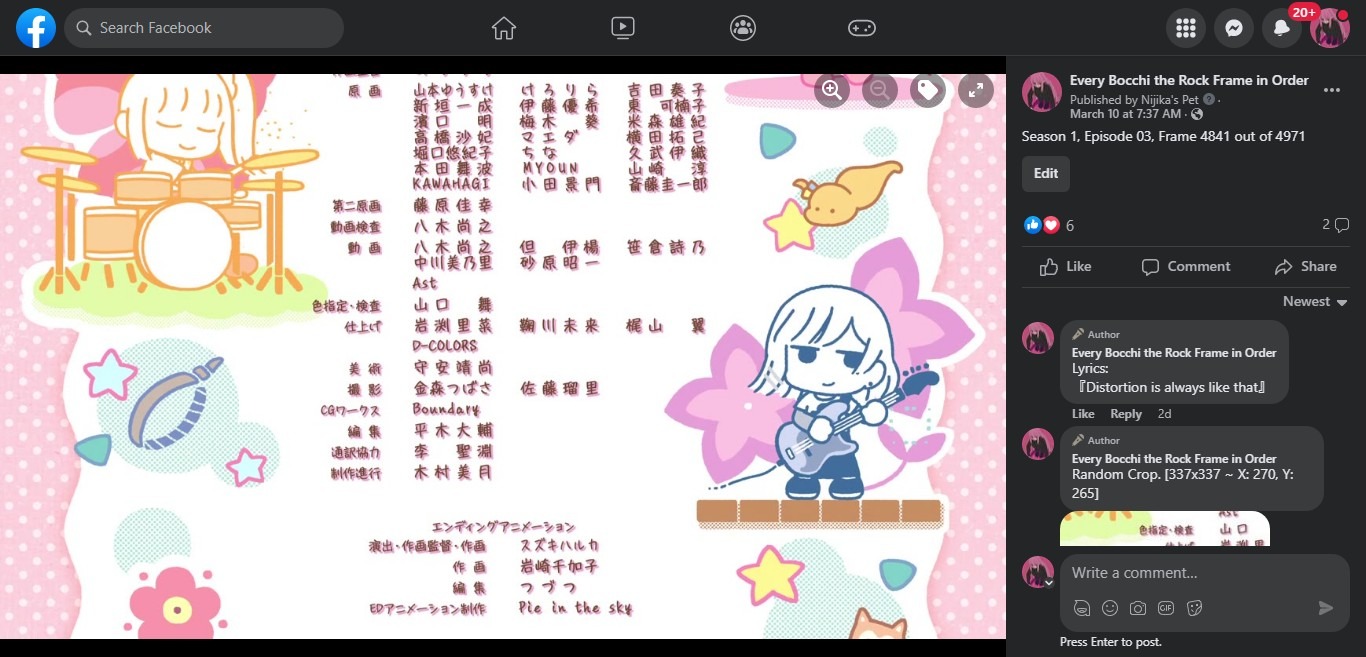 Search Facebook
20+
原画 山本ゆうすけ けろりら 吉田奏子
新垣一成 伊藤優希 東 可楠子
濱口 明 梅木 葵 米森雄紀
高橋沙妃 マエダ 横田拓己
堀口悠紀子 ちな 久武伊織
本田舞波 MYOUN 山崎 淳
KAWAHAGI 小田景門 斎藤圭一郎
第二原画 藤原佳幸
動画検査 八木尚之
動画 八木尚之 但 伊楊 笹倉詩乃
中川美乃里 砂原昭一
Ast
色指定・検査 山口 舞
仕上げ 岩渕里菜 鞠川未来 梶山 翼
D-COLORS
美術 守安靖尚
撮影 金森つばさ 佐藤瑠里
CGワークス Boundary
編集 平木大輔
通訳協力 李 聖淵
制作進行 木村美月
エンディングアニメーション
演出・作画監督・作画 スズキハルカ
作画 岩崎千加子
編集 つづつ
EDアニメーション制作 Pie in the sky
Every Bocchi the Rock Frame in Order
Published by Nijika's Pet ·
March 10 at 7:37 AM ·
Season 1, Episode 03, Frame 4841 out of 4971
Edit
6
2
Like Comment Share
Newest
Author
Every Bocchi the Rock Frame in Order
Lyrics:
『Distortion is always like that』
Like Reply 2d
Author
Every Bocchi the Rock Frame in Order
Random Crop. [337x337 ~ X: 270, Y:
265]
Ast
色指定・検査 山口
仕上げ 岩渕里
Write a comment...
GIF
Press Enter to post.